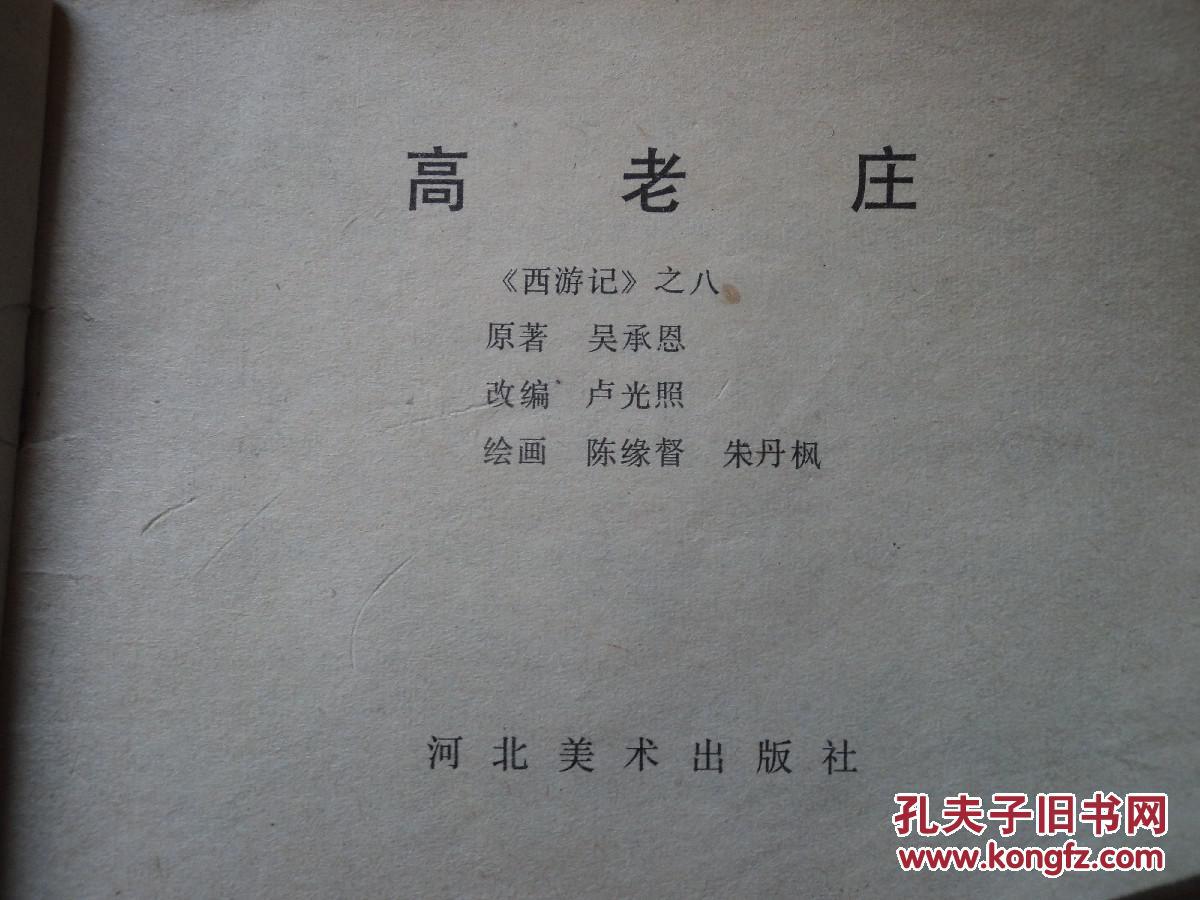 高老庄
《西游记》之八
原著 吴承恩
改编 卢光照
绘画 陈缘督 朱丹枫
河北美术出版社
孔夫子旧书网
www.kongfz.com